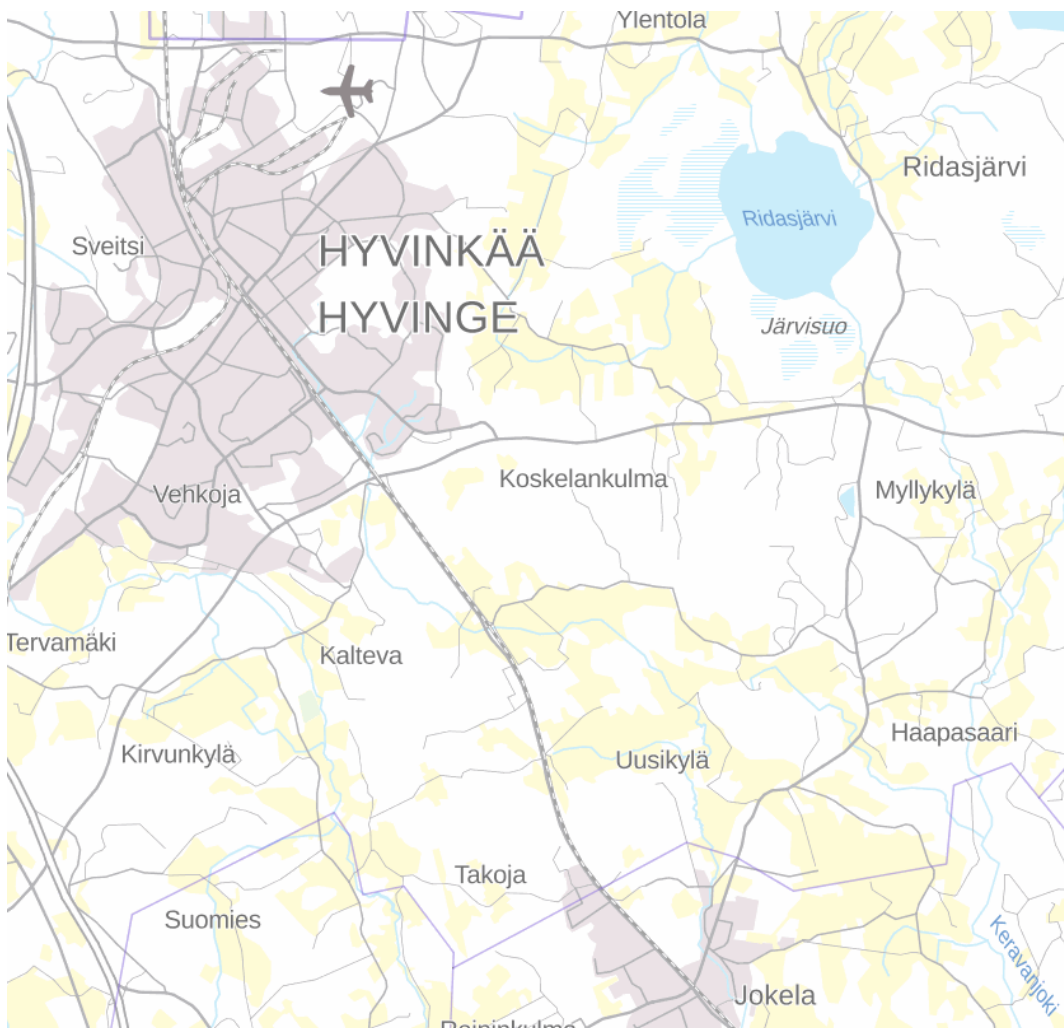 Ylentola
Ridasjärvi
Ridasjärvi
Sveitsi
HYVINKÄÄ
HYVINGE
Järvisuo
Koskelankulma
Vehkoja
Myllykylä
Tervamäki
Kalteva
Haapasaari
Kirvunkylä
Uusikylä
Takoja
Suomies
Keravanjoki
Jokela